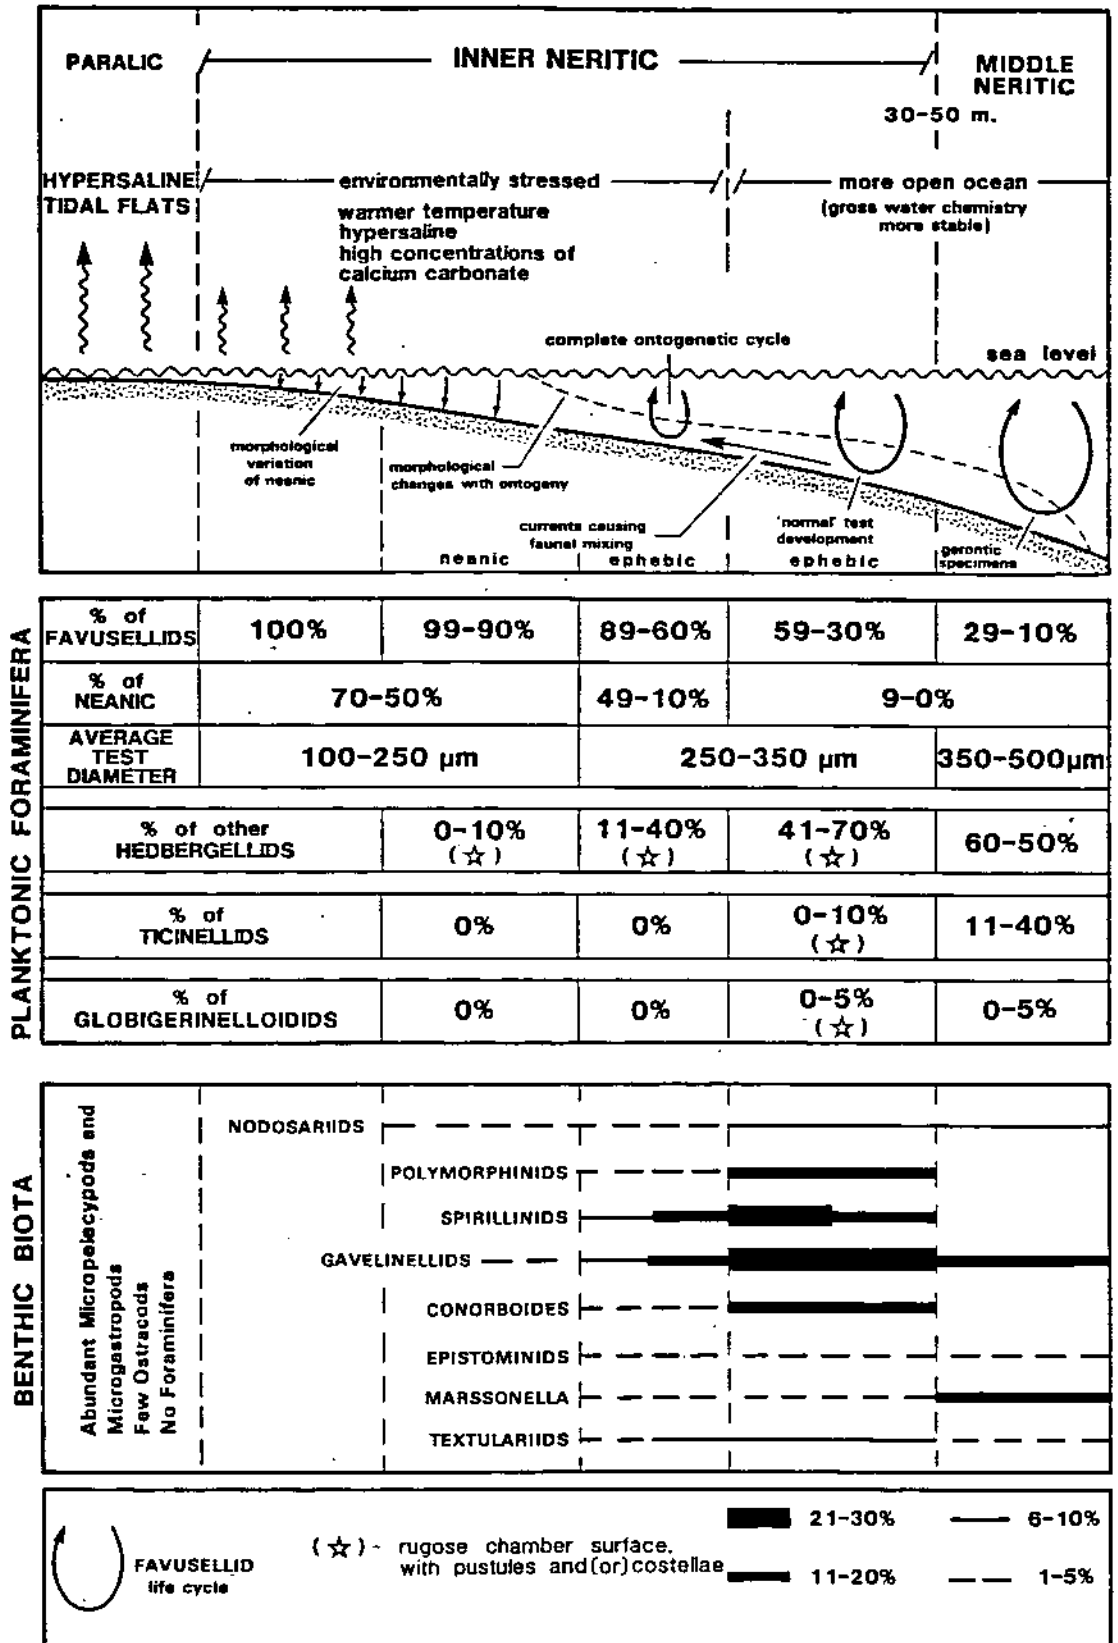 PARALIC
INNER NERITIC
MIDDLE
NERITIC
30-50 m.
HYPERSALINE
TIDAL FLATS
environmentally stressed
warmer temperature
hypersaline
high concentrations of
calcium carbonate
more open ocean
(gross water chemistry
more stable)
complete ontogenetic cycle
sea level
morphological
variation
of neanic
morphological
changes with ontogeny
currents causing
faunal mixing
'normal' test
development
gerontic
specimens
neanic
ephebic
ephebic
PLANKTONIC FORAMINIFERA
% of
FAVUSELLIDS
100%
99-90%
89-60%
59-30%
29-10%
% of
NEANIC
70-50%
49-10%
9-0%
AVERAGE
TEST
DIAMETER
100-250 µm
250-350 µm
350-500µm
% of other
HEDBERGELLIDS
0-10%
(☆)
11-40%
(☆)
41-70%
(☆)
60-50%
% of
TICINELLIDS
0%
0%
0-10%
(☆)
11-40%
% of
GLOBIGERINELLOIDIDS
0%
0%
0-5%
(☆)
0-5%
BENTHIC BIOTA
Abundant Micropelecypods and
Microgastropods
Few Ostracods
No Foraminifera
NODOSARIIDS
POLYMORPHINIDS
SPIRILLINIDS
GAVELINELLIDS
CONORBOIDES
EPISTOMINIDS
MARSSONELLA
TEXTULARIIDS
FAVUSELLID
life cycle
(☆)- rugose chamber surface,
with pustules and(or)costellae
21-30%
6-10%
11-20%
1-5%